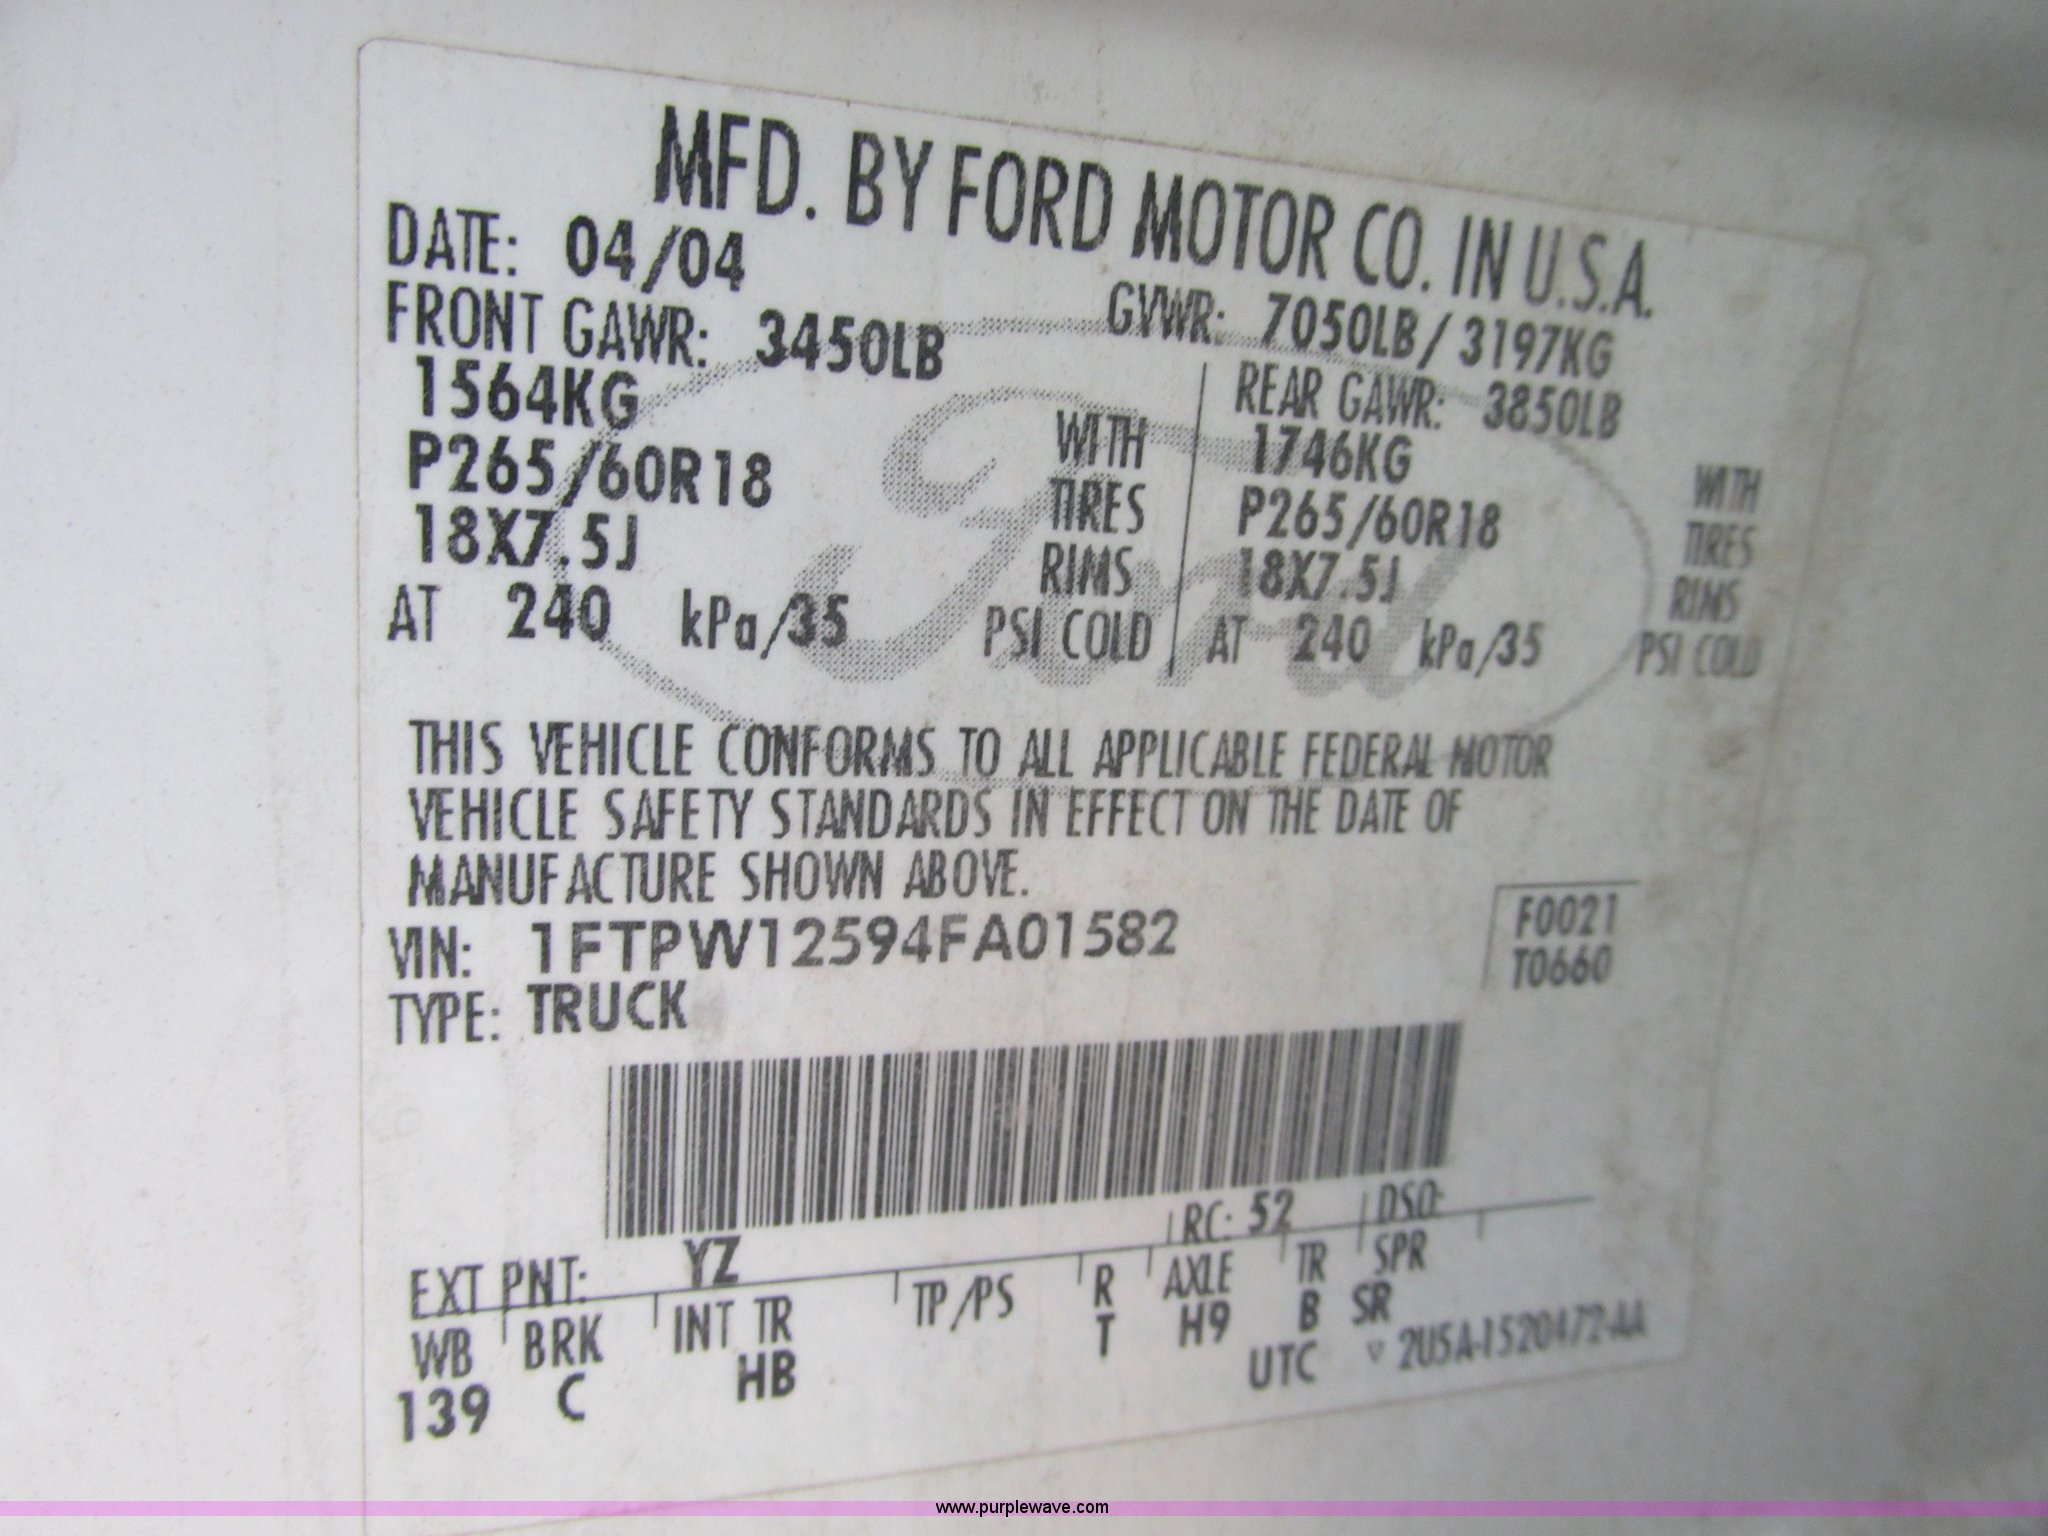 MFD. BY FORD MOTOR CO. IN U.S.A.
DATE: 04/04
GVWR: 7050LB/3197KG
FRONT GAWR: 3450LB
1564KG WITH
P265/60R18 TIRES
18X7.5J RIMS
AT 240 kPa/35 PSI COLD
REAR GAWR: 3850LB
1746KG WITH
P265/60R18 TIRES
18X7.5J RIMS
AT 240 kPa/35 PSI COLD
Ford
THIS VEHICLE CONFORMS TO ALL APPLICABLE FEDERAL MOTOR
VEHICLE SAFETY STANDARDS IN EFFECT ON THE DATE OF
MANUFACTURE SHOWN ABOVE.
VIN: 1FTPW12594FA01582
TYPE: TRUCK
F0021
T0660
EXT PNT: YZ RC: 52 DSO:
WB BRK INT TR TP/PS R AXLE TR SPR
139 C HB T H9 B SR
UTC ▽ 2U5A-1520472-AA
www.purplewave.com